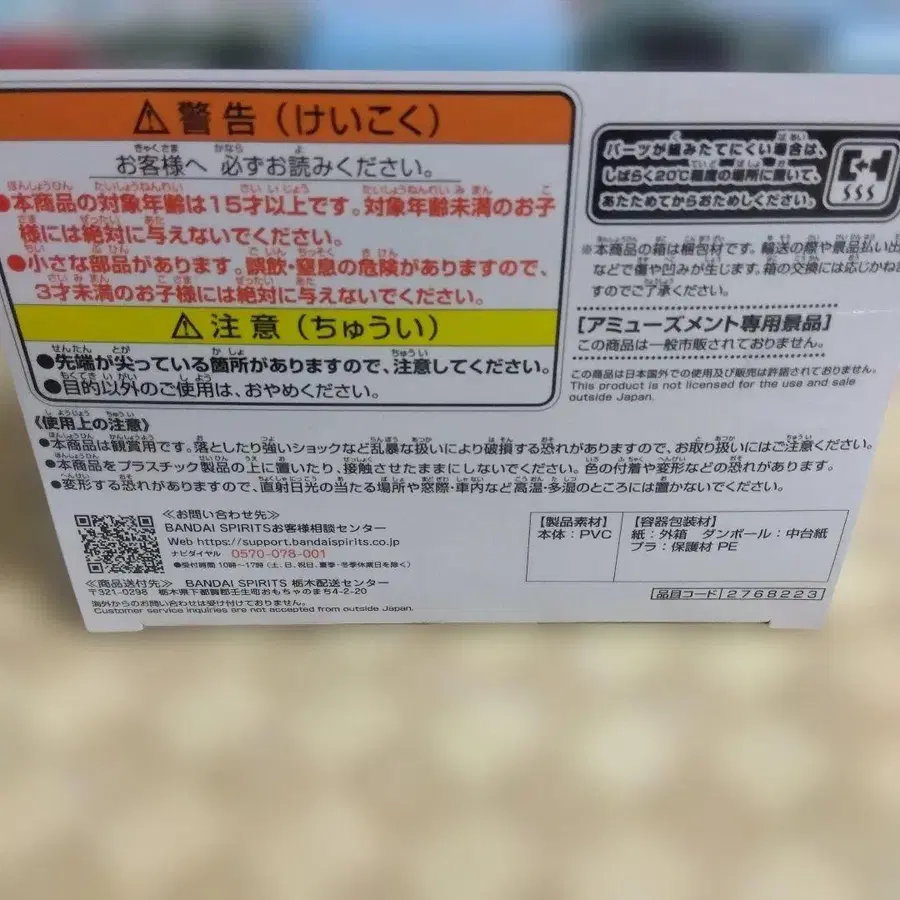 ⚠警告(けいこく)
お客様へ 必ずお読みください。
●本商品の対象年齢は15才以上です。対象年齢未満のお子
様には絶対に与えないでください。
●小さな部品があります。誤飲・窒息の危険がありますので、
3才未満のお子様には絶対に与えないでください。
⚠注意(ちゅうい)
●先端が尖っている箇所がありますので、注意してください。
●目的以外のご使用は、おやめください。
パーツが組みたてにくい場合は、
しばらく20℃程度の場所に置いて、
あたためてからおためしください。
※本商品の箱は梱包材です。輸送の際や景品払い出
などで傷や凹みが生じます。箱の交換には応じかねま
すのでご了承ください。
[アミューズメント専用景品]
この商品は一般市販されておりません。
この商品は日本国外での使用及び販売は許諾されておりません。
This product is not licensed for the use and sale
outside Japan.
《使用上の注意》
●本商品は観賞用です。落としたり強いショックなど乱暴な扱いにより破損する恐れがありますので、お取り扱いにはご注意ください。
●本商品をプラスチック製品の上に置いたり、接触させたままにしないでください。色の付着や変形などの恐れがあります。
●変形する恐れがありますので、直射日光の当たる場所や窓際・車内など高温・多湿のところには置かないでください。
≪お問い合わせ先≫
BANDAI SPIRITSお客様相談センター
Web https://support.bandaispirits.co.jp
ナビダイヤル 0570-078-001
●受付時間 10時～17時(土、日、祝日、夏季・冬季休業日を除く)
≪商品送付先≫ BANDAI SPIRITS 栃木配送センター
〒321-0298 栃木県下都賀郡壬生町おもちゃのまち4-2-20
海外からのお問い合わせは受け付けておりません。
Customer service inquiries are not accepted from outside Japan.
【製品素材】
本体:PVC
【容器包装材】
紙:外箱 ダンボール:中台紙
プラ:保護材 PE
品目コード 2768223